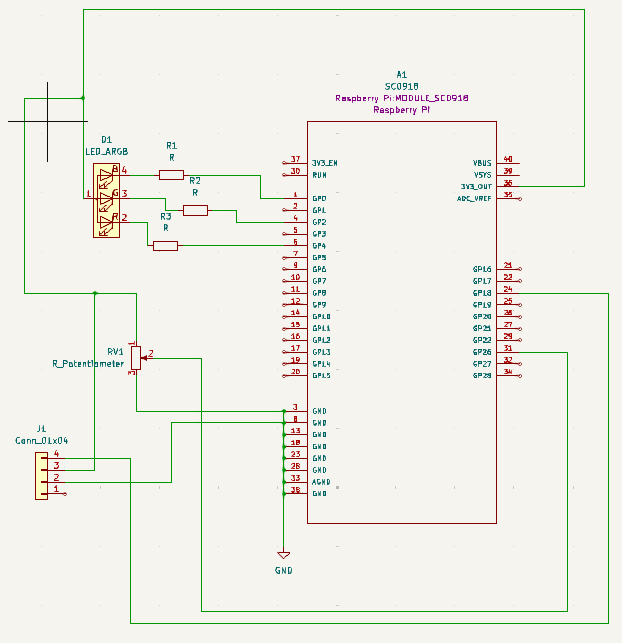 A1
SC0918
Raspberry Pi:MODULE_SC0918
Raspberry Pi
D1
LED_ARGB
R1
R
R2
R
R3
R
1
B 4
G 3
R 2
37 3V3_EN
30 RUN
1 GP0
2 GP1
4 GP2
5 GP3
6 GP4
7 GP5
9 GP6
10 GP7
11 GP8
12 GP9
14 GP10
15 GP11
16 GP12
17 GP13
19 GP14
20 GP15
3 GND
8 GND
13 GND
18 GND
23 GND
28 GND
33 AGND
38 GND
VBUS 40
VSYS 39
3V3_OUT 36
ADC_VREF 35
GP16 21
GP17 22
GP18 24
GP19 25
GP20 26
GP21 27
GP22 29
GP26 31
GP27 32
GP28 34
RV1
R_Potentiometer
1
2
3
J1
Conn_01x04
4
3
2
1
GND